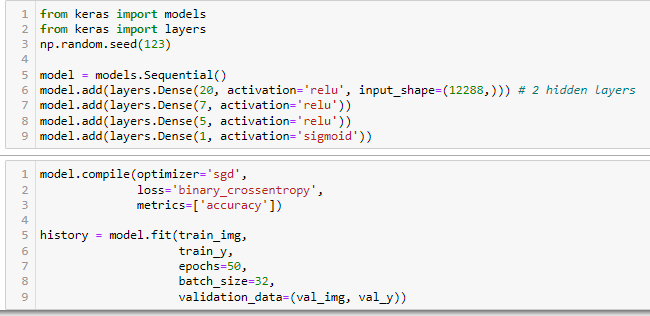 1 from keras import models
2 from keras import layers
3 np.random.seed(123)
4
5 model = models.Sequential()
6 model.add(layers.Dense(20, activation='relu', input_shape=(12288,))) # 2 hidden layers
7 model.add(layers.Dense(7, activation='relu'))
8 model.add(layers.Dense(5, activation='relu'))
9 model.add(layers.Dense(1, activation='sigmoid'))
1 model.compile(optimizer='sgd',
2 loss='binary_crossentropy',
3 metrics=['accuracy'])
4
5 history = model.fit(train_img,
6 train_y,
7 epochs=50,
8 batch_size=32,
9 validation_data=(val_img, val_y))